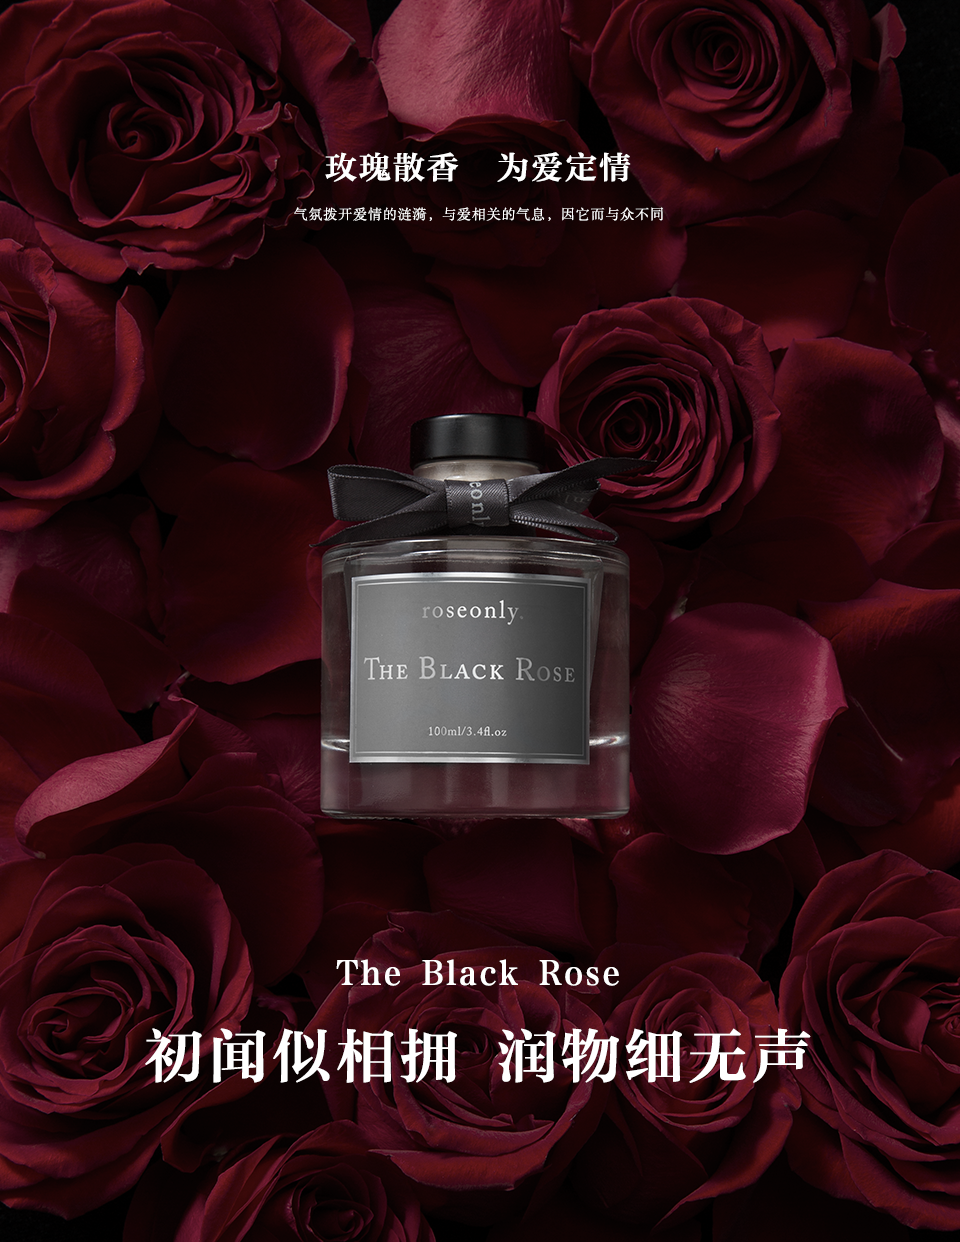 玫瑰散香 为爱定情
气氛拨开爱情的涟漪，与爱相关的气息，因它而与众不同
eonl
roseonly
THE BLACK ROSE
100ml/3.4fl.oz
The Black Rose
初闻似相拥 润物细无声